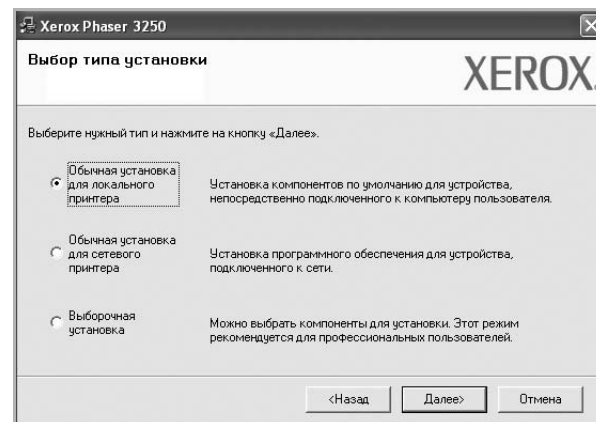 Xerox Phaser 3250
Выбор типа установки
XEROX.
Выберите нужный тип и нажмите на кнопку «Далее».
Обычная установка
для локального
принтера
Установка компонентов по умолчанию для устройства,
непосредственно подключенного к компьютеру пользователя.
Обычная установка
для сетевого
принтера
Установка программного обеспечения для устройства,
подключенного к сети.
Выборочная
установка
Можно выбрать компоненты для установки. Этот режим
рекомендуется для профессиональных пользователей.
<Назад Далее> Отмена